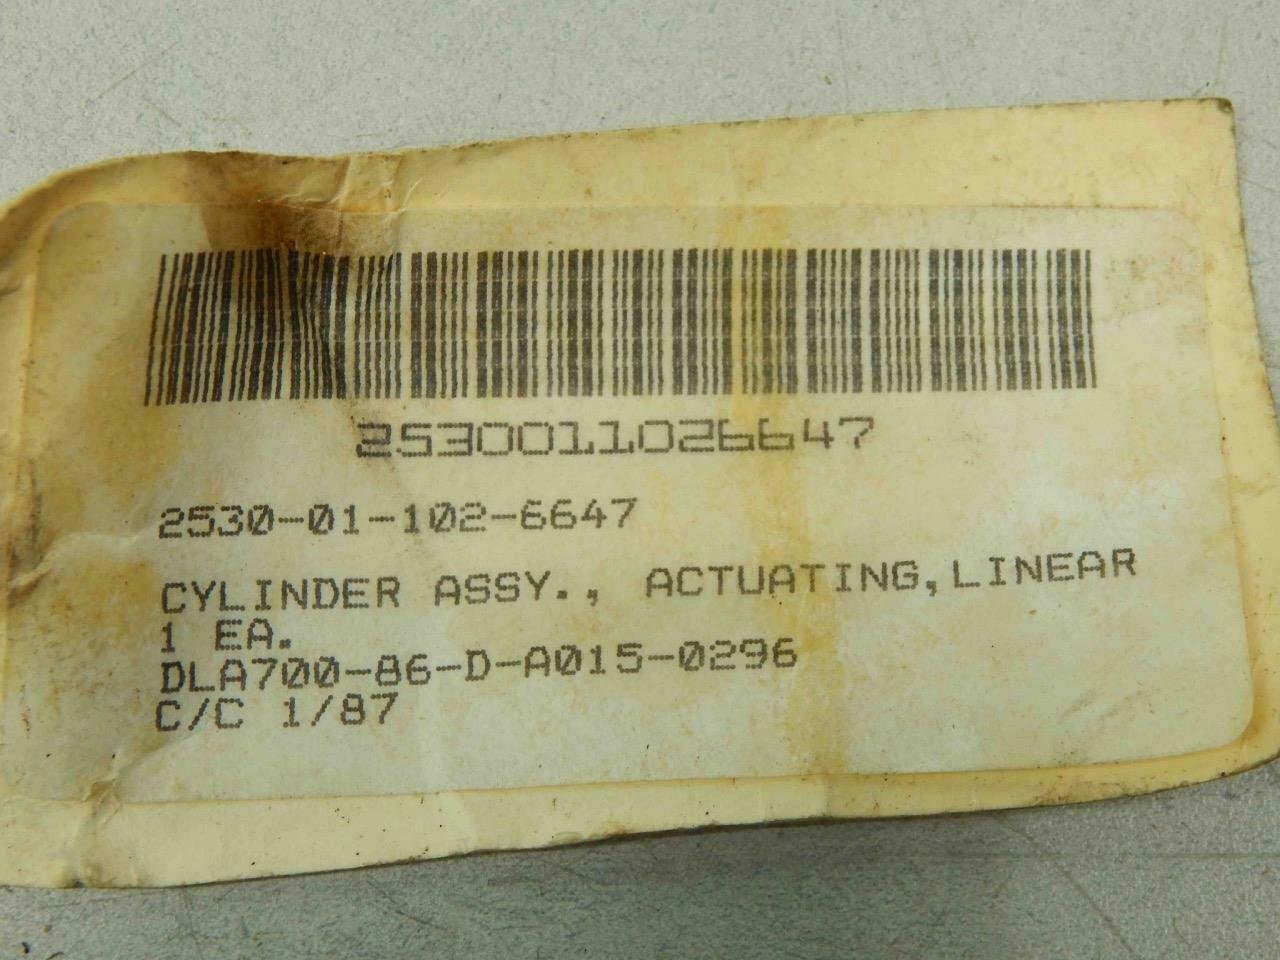 2530011026647
2530-01-102-6647
CYLINDER ASSY., ACTUATING,LINEAR
1 EA.
DLA700-86-D-A015-0296
C/C 1/87